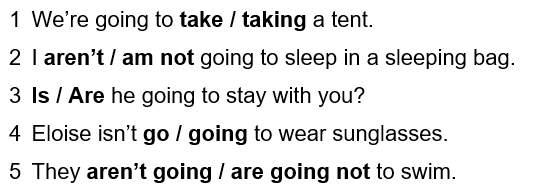 1 We’re going to take / taking a tent.
2 I aren’t / am not going to sleep in a sleeping bag.
3 Is / Are he going to stay with you?
4 Eloise isn’t go / going to wear sunglasses.
5 They aren’t going / are going not to swim.